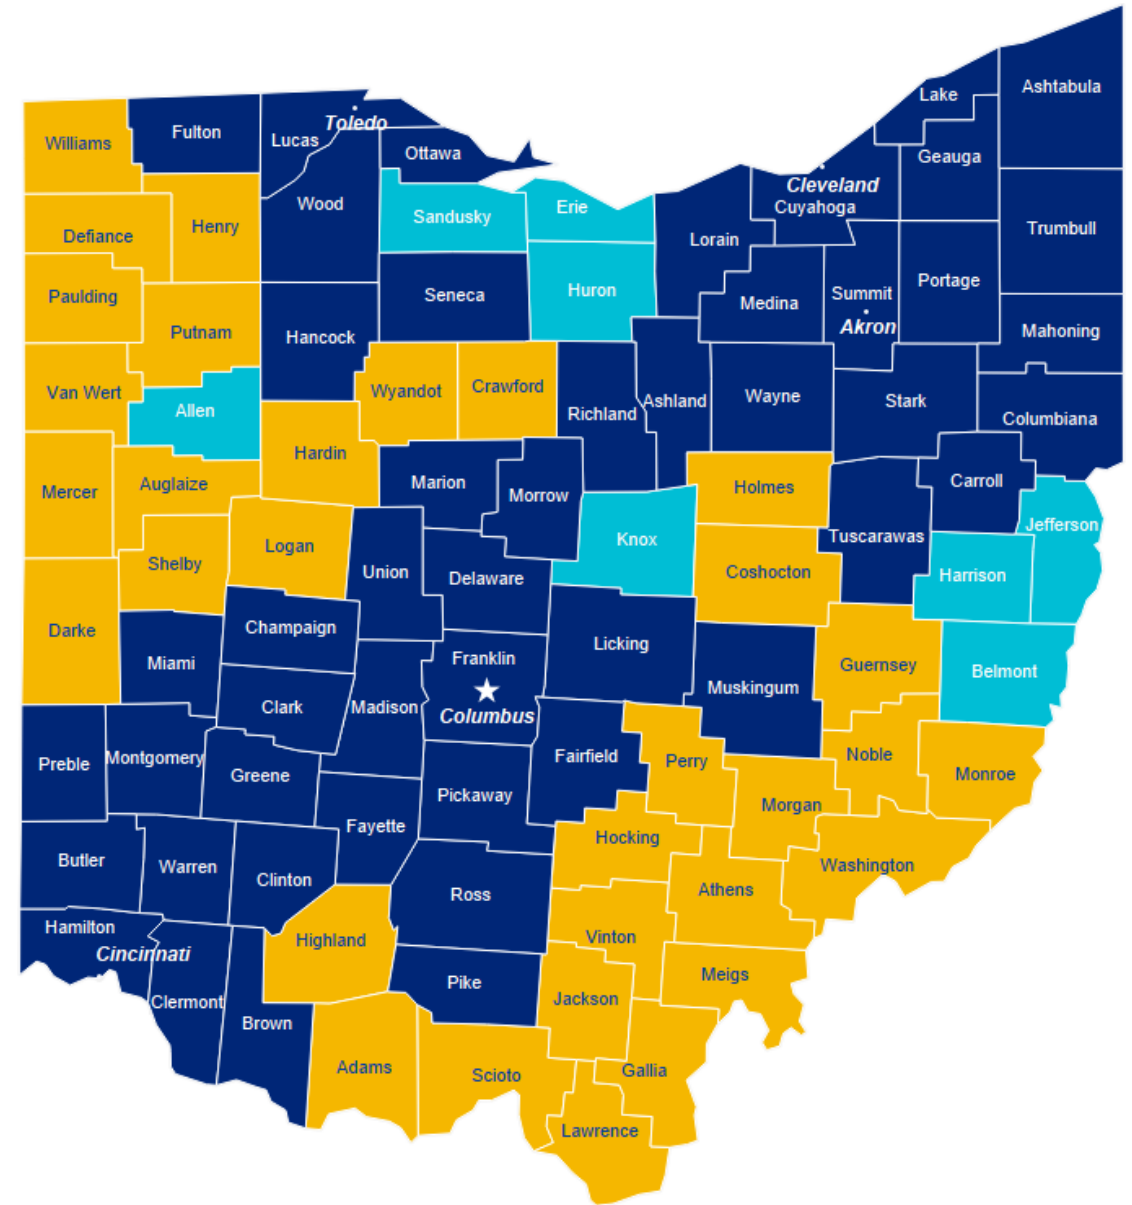 Ashtabula
Lake
Fulton
Toledo
Lucas
Williams
Ottawa
Geauga
Cleveland
Cuyahoga
Wood
Sandusky
Erie
Henry
Defiance
Lorain
Trumbull
Paulding
Seneca
Huron
Medina
Summit
Portage
Akron
Putnam
Hancock
Mahoning
Van Wert
Allen
Wyandot
Crawford
Richland
Ashland
Wayne
Stark
Columbiana
Hardin
Mercer
Auglaize
Marion
Morrow
Holmes
Carroll
Jefferson
Logan
Knox
Tuscarawas
Shelby
Union
Delaware
Coshocton
Harrison
Darke
Champaign
Licking
Miami
Franklin
Guernsey
Belmont
Clark
Madison
Columbus
Muskingum
Preble
Montgomery
Greene
Fairfield
Perry
Noble
Monroe
Pickaway
Morgan
Fayette
Hocking
Butler
Warren
Clinton
Ross
Athens
Washington
Hamilton
Cincinnati
Highland
Vinton
Pike
Meigs
Clermont
Jackson
Brown
Adams
Scioto
Gallia
Lawrence